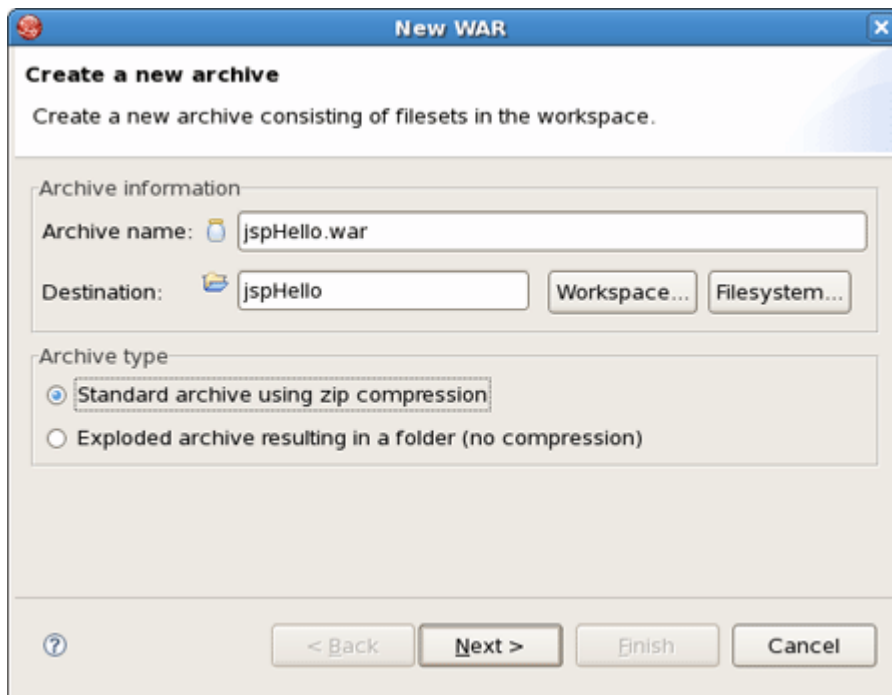 New WAR
Create a new archive
Create a new archive consisting of filesets in the workspace.
Archive information
Archive name: jspHello.war
Destination: jspHello Workspace... Filesystem...
Archive type
Standard archive using zip compression
Exploded archive resulting in a folder (no compression)
? < Back Next > Finish Cancel